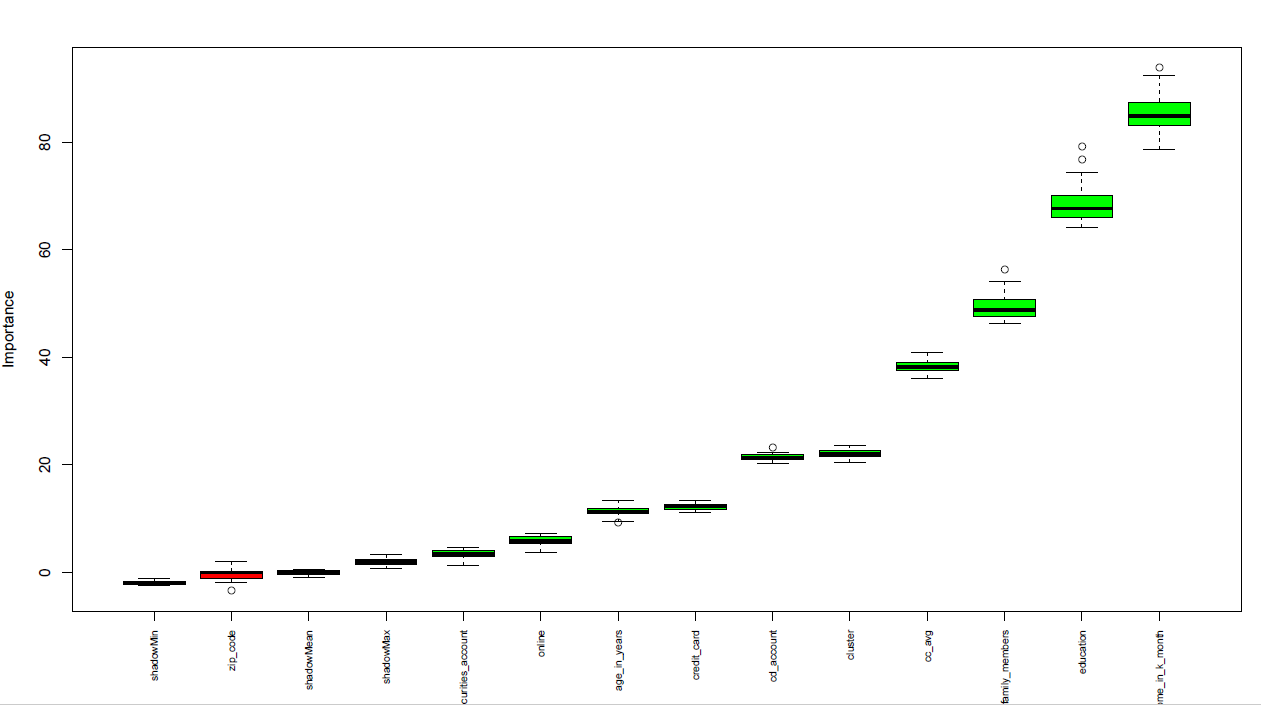 80
60
40
20
0
Importance
shadowMin
zip_code
shadowMean
shadowMax
curities_account
online
age_in_years
credit_card
cd_account
cluster
cc_avg
family_members
education
me_in_k_month